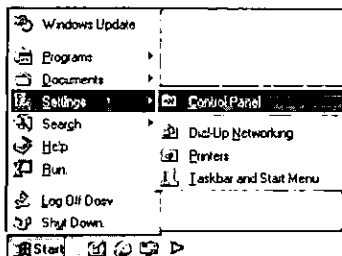 Windows Update
Programs
Documents
Settings
Search
Help
Run.
Log Off Dosv
Shut Down.
Control Panel
Dial-Up Networking
Printers
Taskbar and Start Menu
Start